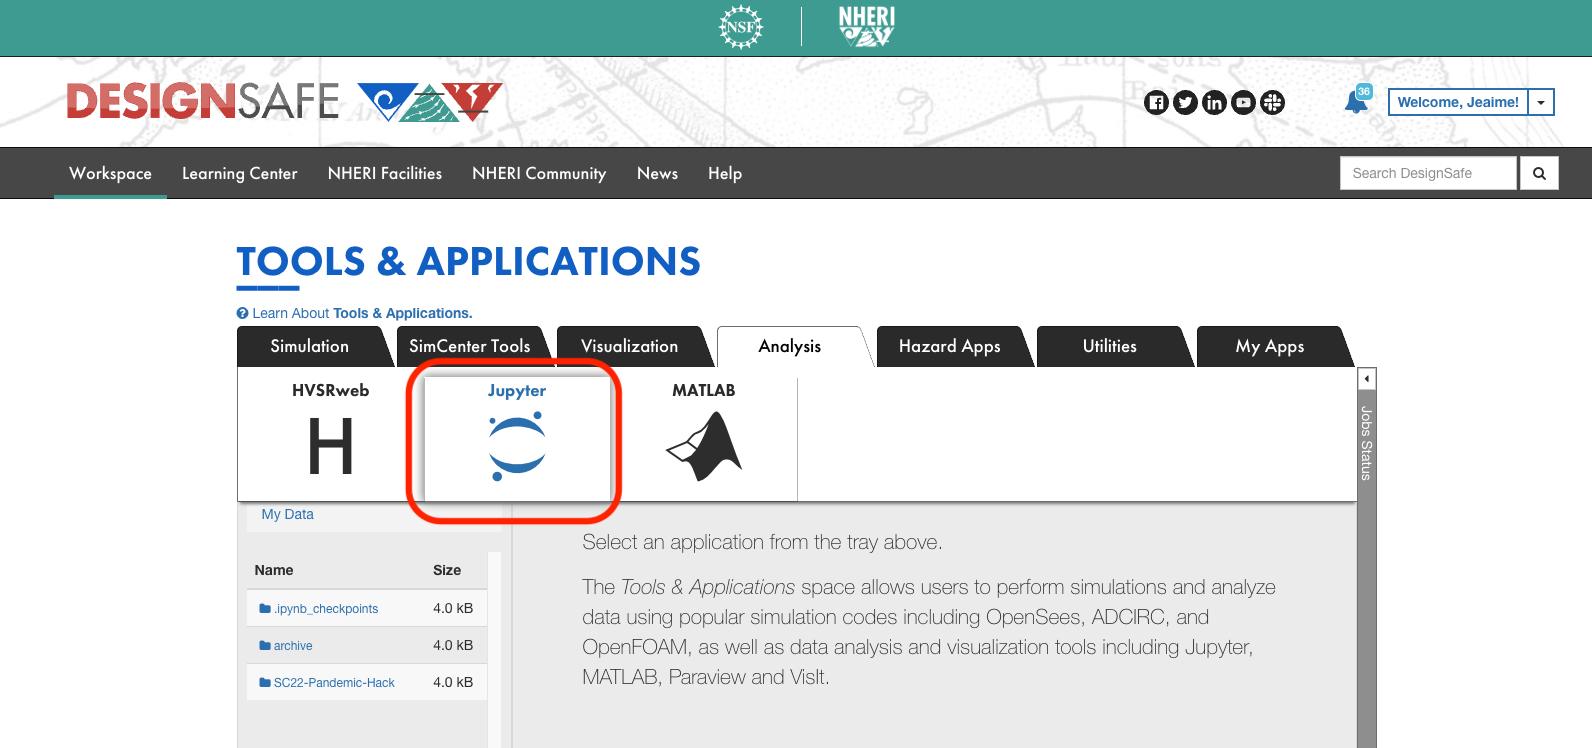 NSF NHERI
DESIGNSAFE
36
Welcome, Jeaime!
Workspace Learning Center NHERI Facilities NHERI Community News Help
Search DesignSafe
TOOLS & APPLICATIONS
Learn About Tools & Applications.
Simulation SimCenter Tools Visualization Analysis Hazard Apps Utilities My Apps
HVSRweb Jupyter MATLAB
H
Jobs Status
My Data
Select an application from the tray above.
Name Size
The Tools & Applications space allows users to perform simulations and analyze
.ipynb_checkpoints 4.0 kB
data using popular simulation codes including OpenSees, ADCIRC, and
archive 4.0 kB
OpenFOAM, as well as data analysis and visualization tools including Jupyter,
SC22-Pandemic-Hack 4.0 kB
MATLAB, Paraview and VisIt.